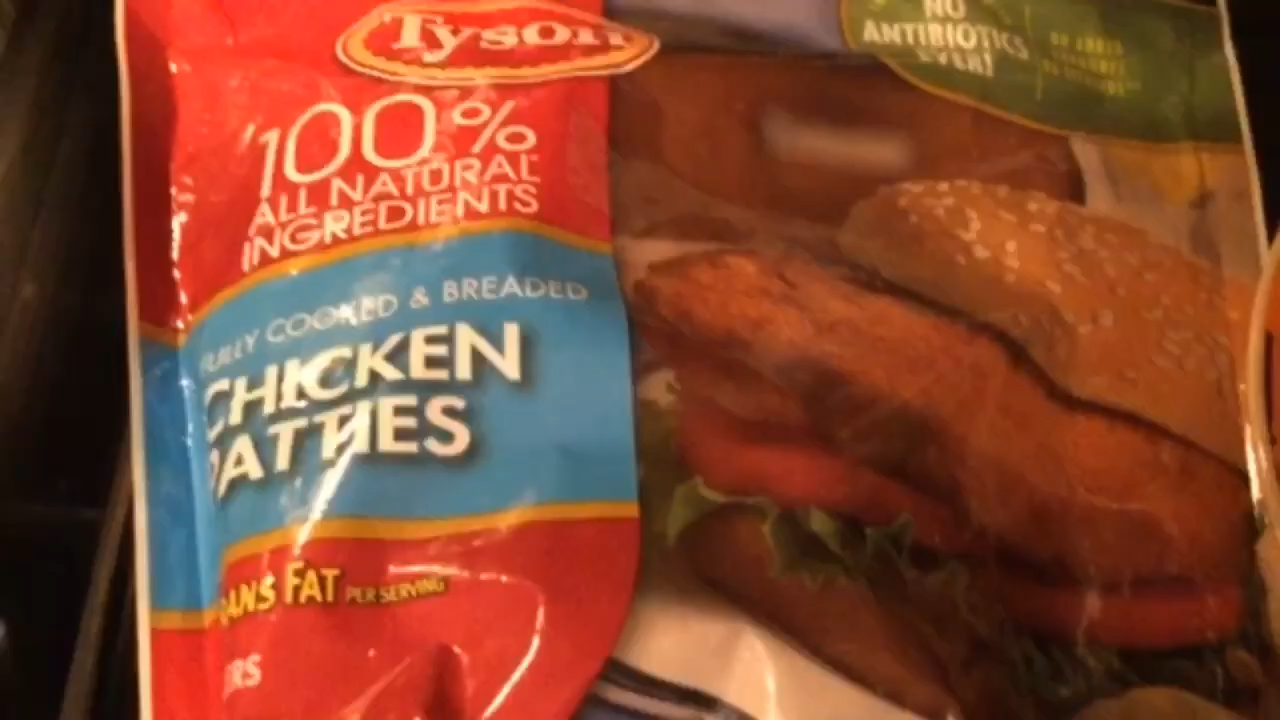 Tyson
NO
ANTIBIOTICS
EVER!
100%
ALL NATURAL
INGREDIENTS
FULLY COOKED & BREADED
CHICKEN
PATTIES
FAT PER SERVING